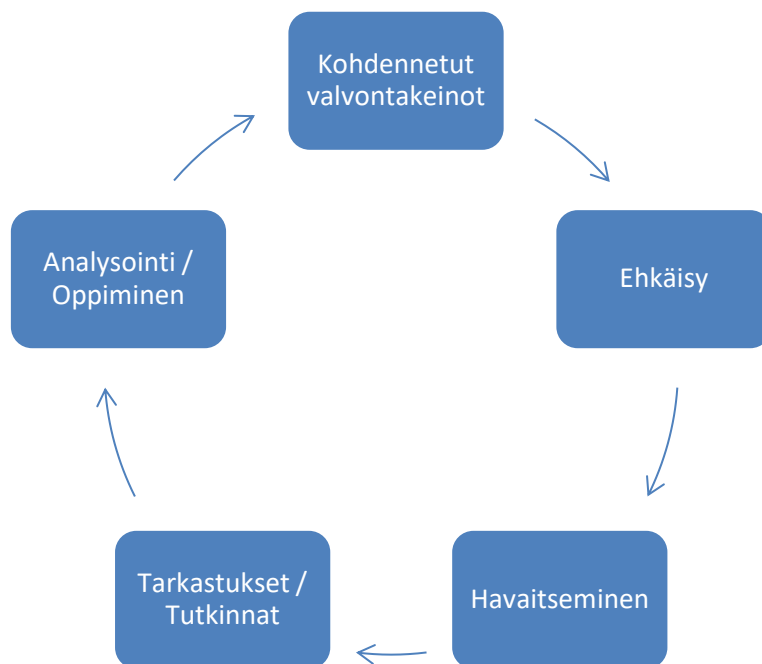 Kohdennetut
valvontakeinot
Ehkäisy
Havaitseminen
Tarkastukset /
Tutkinnat
Analysointi /
Oppiminen